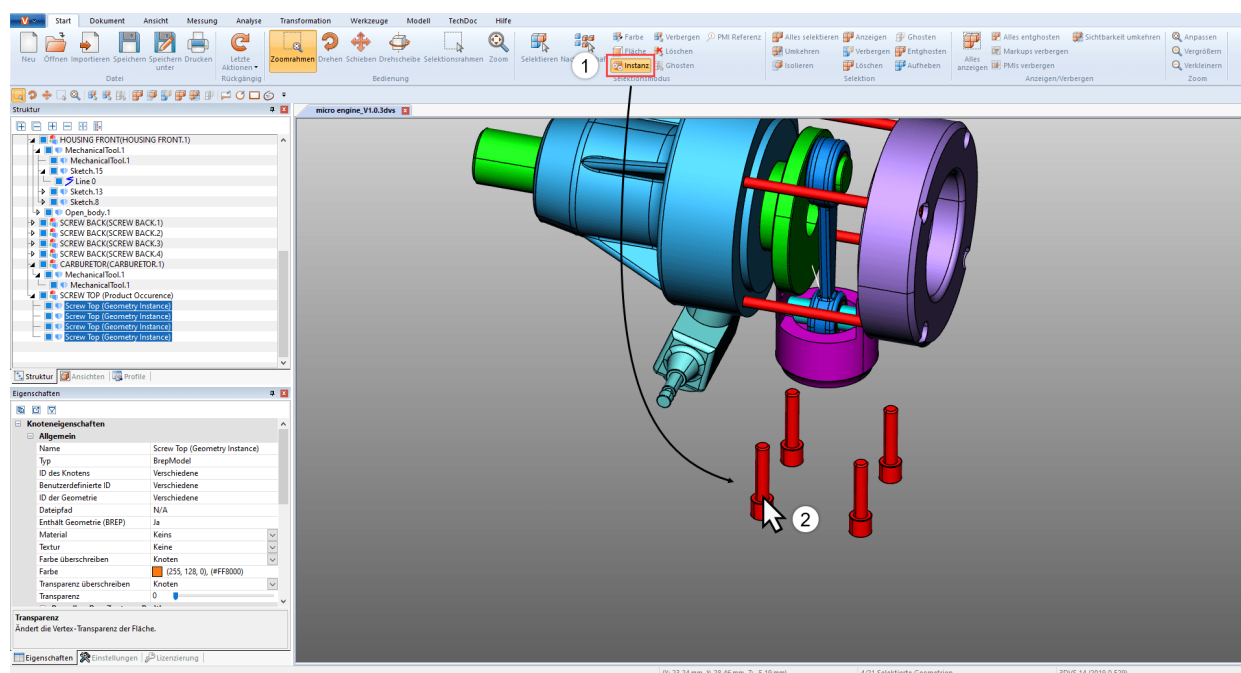 Start Dokument Ansicht Messung Analyse Transformation Werkzeuge Modell TechDoc Hilfe
Farbe Verbergen PMI Referenz Alles selektieren Anzeigen Ghosten Alles entghosten Sichtbarkeit umkehren Anpassen
Fläche Löschen Umkehren Verbergen Entghosten Markups verbergen Vergrößern
Neu Öffnen Importieren Speichern Speichern unter Drucken Letzte Aktionen Zoomrahmen Drehen Schieben Drehscheibe Selektionsrahmen Zoom Selektieren
1 Instanz Ghosten Isolieren Löschen Aufheben Alles anzeigen PMIs verbergen Verkleinern
Datei Rückgängig Bedienung Selektionsmodus Selektion Anzeigen/Verbergen Zoom
Struktur
micro engine_V1.0.3dvs
HOUSING FRONT(HOUSING FRONT.1)
MechanicalTool.1
MechanicalTool.1
Sketch.15
Line 0
Sketch.13
Sketch.8
Open_body.1
SCREW BACK(SCREW BACK.1)
SCREW BACK(SCREW BACK.2)
SCREW BACK(SCREW BACK.3)
SCREW BACK(SCREW BACK.4)
CARBURETOR(CARBURETOR.1)
MechanicalTool.1
MechanicalTool.1
SCREW TOP (Product Occurence)
Screw Top (Geometry Instance)
Screw Top (Geometry Instance)
Screw Top (Geometry Instance)
Screw Top (Geometry Instance)
Struktur Ansichten Profile
Eigenschaften
Knoteneigenschaften
Allgemein
Name Screw Top (Geometry Instance)
Typ BrepModel
ID des Knotens Verschiedene
Benutzerdefinierte ID Verschiedene
ID der Geometrie Verschiedene
Dateipfad N/A
Enthält Geometrie (BREP) Ja
Material Keins
Textur Keine
Farbe überschreiben Knoten
Farbe (255, 128, 0), (#FF8000)
Transparenz überschreiben Knoten
Transparenz 0
Transparenz
Ändert die Vertex-Transparenz der Fläche.
Eigenschaften Einstellungen Lizenzierung
2